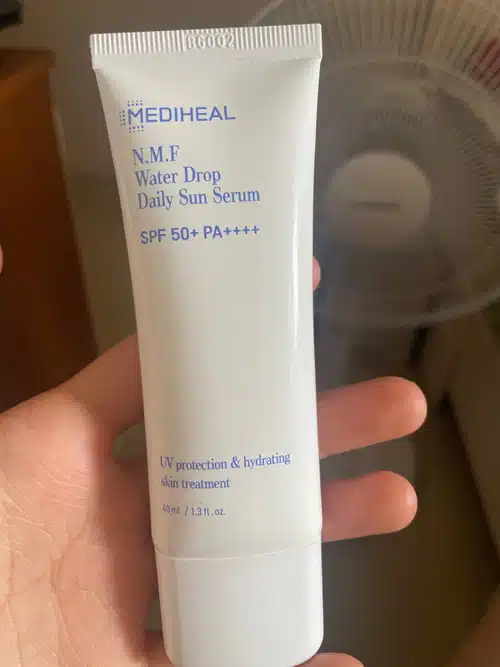 MEDIHEAL
N.M.F
Water Drop
Daily Sun Serum
SPF 50+ PA++++
UV protection & hydrating
skin treatment
40 ml / 1.3 fl. oz.